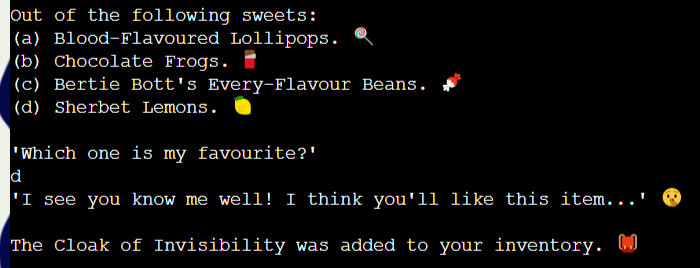 Out of the following sweets:
(a) Blood-Flavoured Lollipops. 🍭
(b) Chocolate Frogs. 🍫
(c) Bertie Bott's Every-Flavour Beans. 🍬
(d) Sherbet Lemons. 🍋
'Which one is my favourite?'
d
'I see you know me well! I think you'll like this item...' 🤫
The Cloak of Invisibility was added to your inventory. 🎒